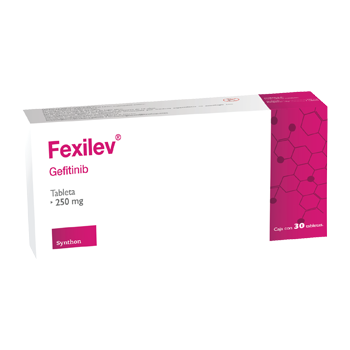 Fexilev®
Gefitinib
Tableta
• 250 mg
Synthon
Caja con 30 tabletas